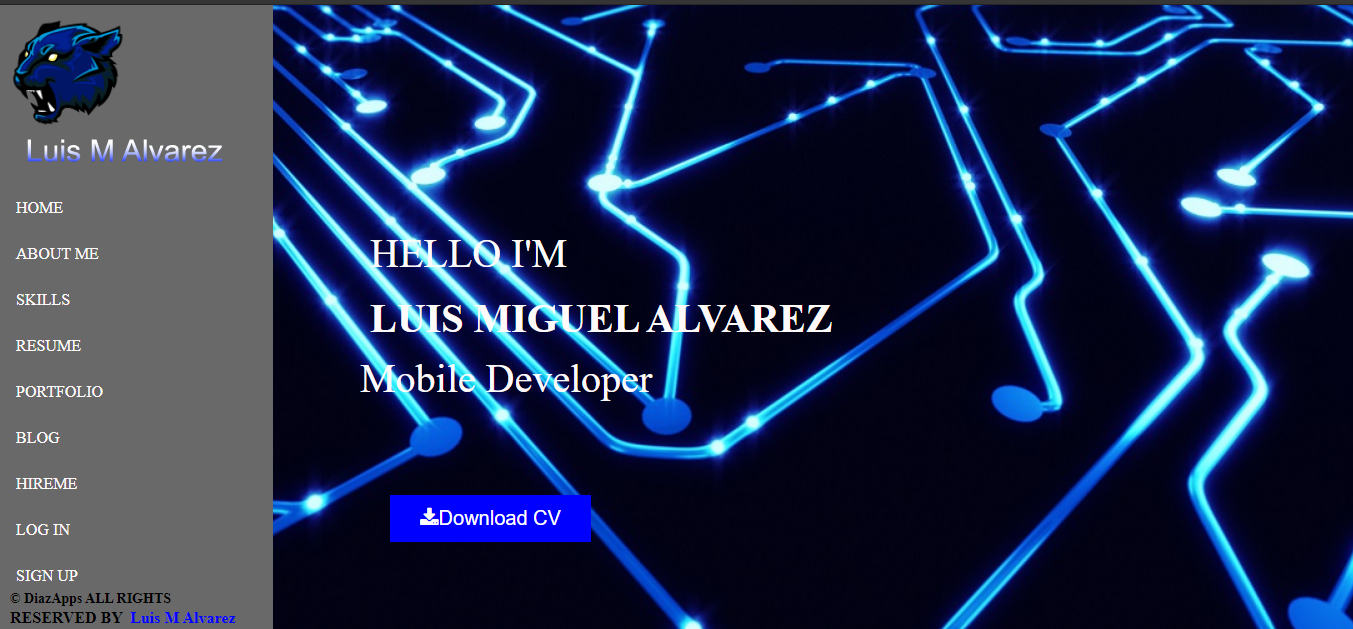 Luis M Alvarez
HOME
ABOUT ME
SKILLS
RESUME
PORTFOLIO
BLOG
HIREME
LOG IN
SIGN UP
© DiazApps ALL RIGHTS
RESERVED BY Luis M Alvarez
HELLO I'M
LUIS MIGUEL ALVAREZ
Mobile Developer
Download CV